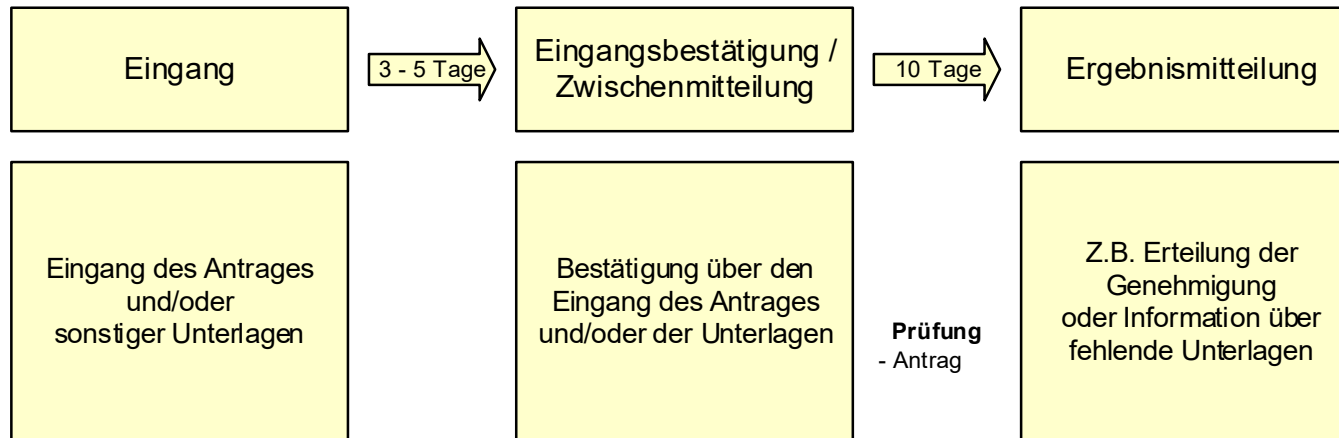 Eingang
3 - 5 Tage
Eingangsbestätigung /
Zwischenmitteilung
10 Tage
Ergebnismitteilung
Eingang des Antrages
und/oder
sonstiger Unterlagen
Bestätigung über den
Eingang des Antrages
und/oder der Unterlagen
Prüfung
- Antrag
Z.B. Erteilung der
Genehmigung
oder Information über
fehlende Unterlagen